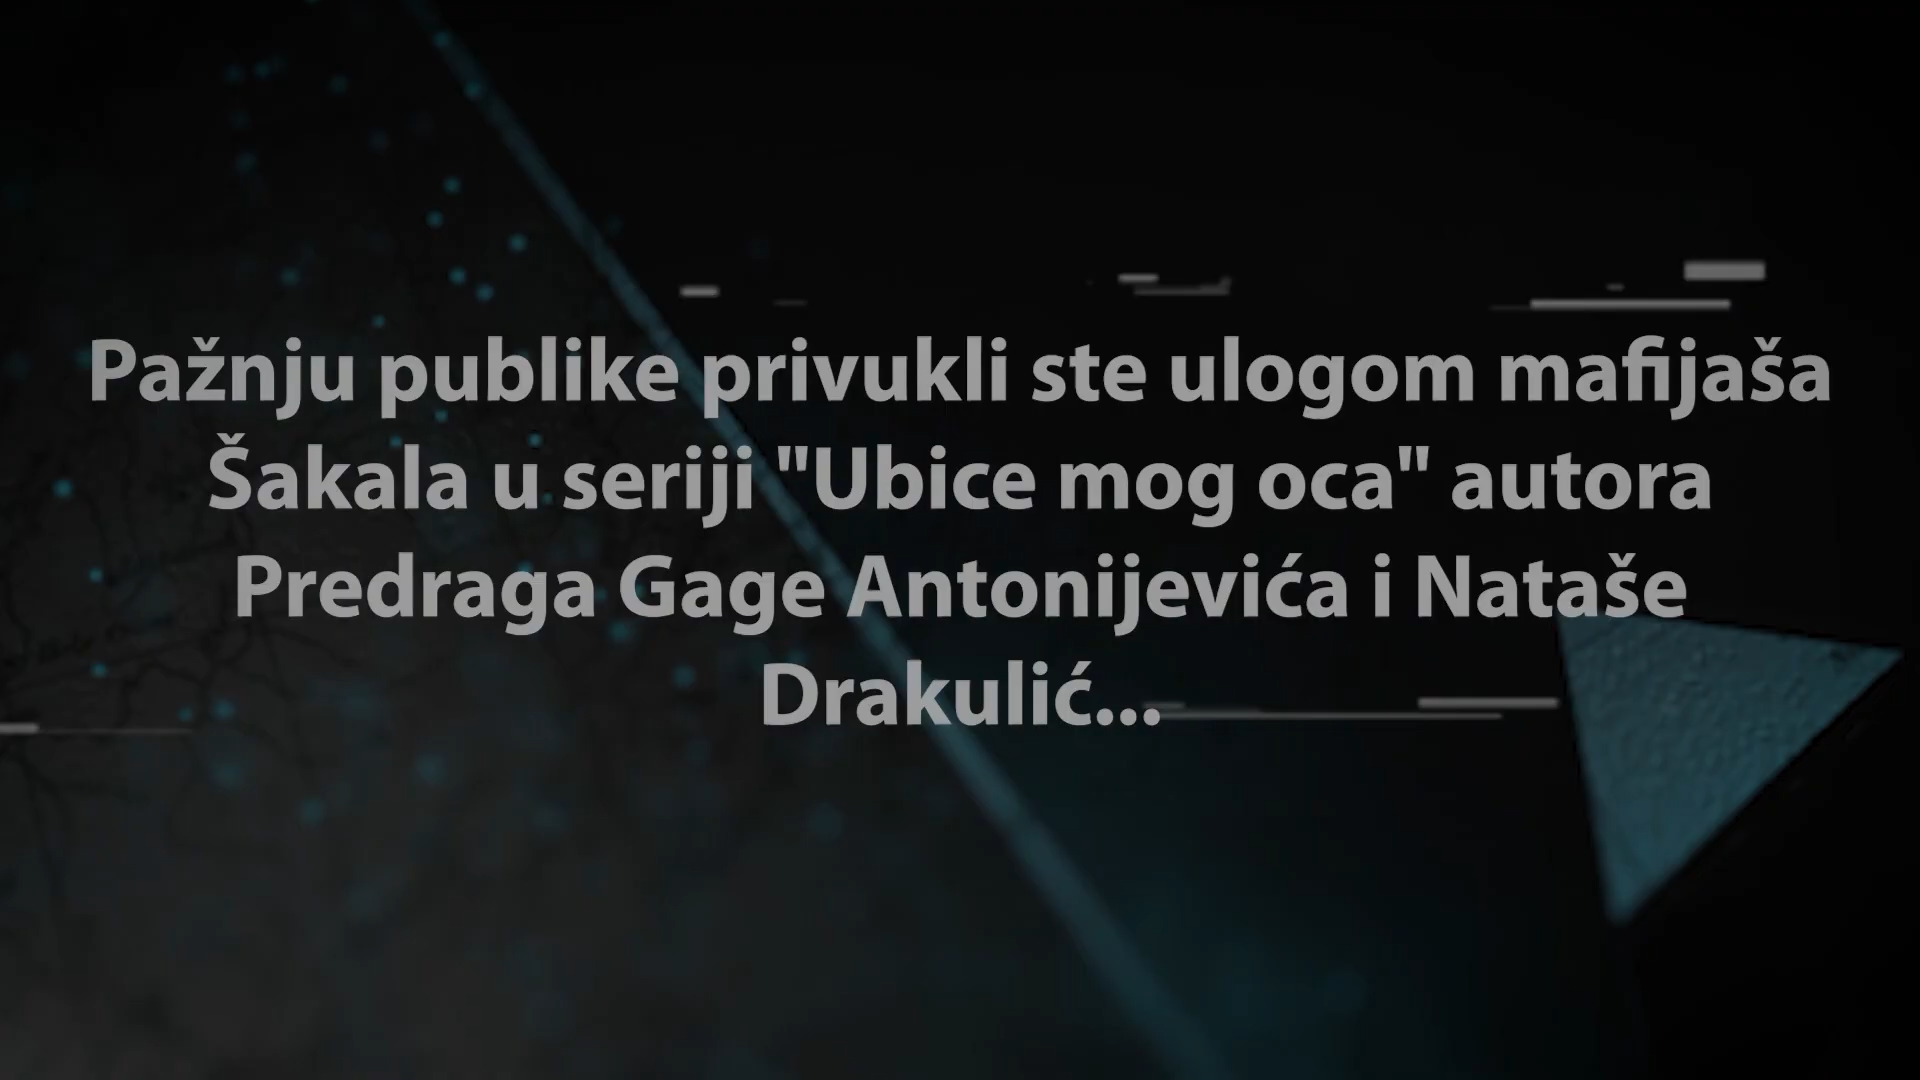 Pažnju publike privukli ste ulogom mafijaša
Šakala u seriji "Ubice mog oca" autora
Predraga Gage Antonijevića i Nataše
Drakulić...